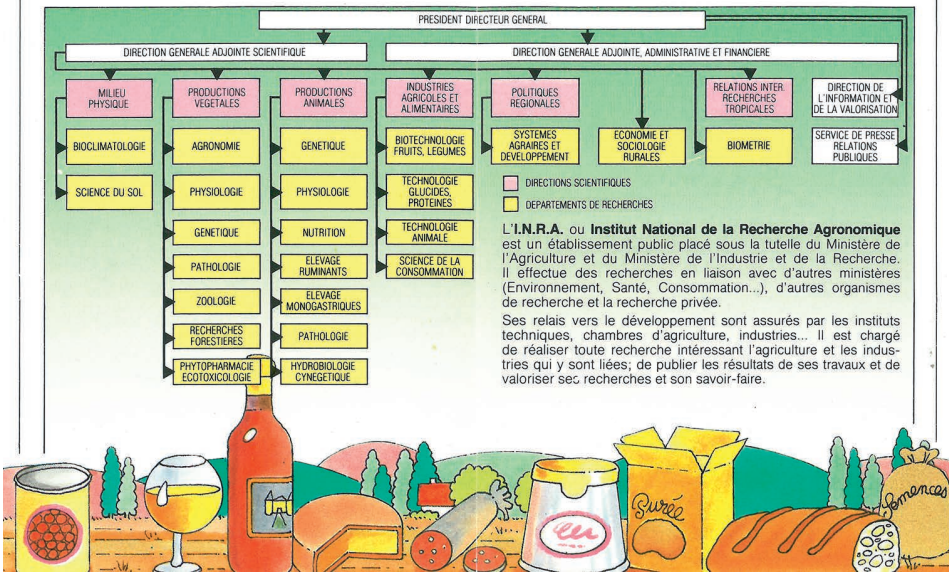 PRESIDENT DIRECTEUR GENERAL
DIRECTION GENERALE ADJOINTE SCIENTIFIQUE
DIRECTION GENERALE ADJOINTE, ADMINISTRATIVE ET FINANCIERE
MILIEU
PHYSIQUE
PRODUCTIONS
VEGETALES
PRODUCTIONS
ANIMALES
INDUSTRIES
AGRICOLES ET
ALIMENTAIRES
POLITIQUES
REGIONALES
RELATIONS INTER.
RECHERCHES
TROPICALES
DIRECTION DE
L'INFORMATION ET
DE LA VALORISATION
BIOCLIMATOLOGIE
SCIENCE DU SOL
AGRONOMIE
PHYSIOLOGIE
GENETIQUE
PATHOLOGIE
ZOOLOGIE
RECHERCHES
FORESTIERES
PHYTOPHARMACIE
ECOTOXICOLOGIE
GENETIQUE
PHYSIOLOGIE
NUTRITION
ELEVAGE
RUMINANTS
ELEVAGE
MONOGASTRIQUES
PATHOLOGIE
HYDROBIOLOGIE
CYNEGETIQUE
BIOTECHNOLOGIE
FRUITS, LEGUMES
TECHNOLOGIE
GLUCIDES,
PROTEINES
TECHNOLOGIE
ANIMALE
SCIENCE DE LA
CONSOMMATION
SYSTEMES
AGRAIRES ET
DEVELOPPEMENT
ECONOMIE ET
SOCIOLOGIE
RURALES
BIOMETRIE
SERVICE DE PRESSE
RELATIONS
PUBLIQUES
DIRECTIONS SCIENTIFIQUES
DEPARTEMENTS DE RECHERCHES
L'I.N.R.A. ou Institut National de la Recherche Agronomique
est un établissement public placé sous la tutelle du Ministère de
l'Agriculture et du Ministère de l'Industrie et de la Recherche.
Il effectue des recherches en liaison avec d'autres ministères
(Environnement, Santé, Consommation...), d'autres organismes
de recherche et la recherche privée.
Ses relais vers le développement sont assurés par les instituts
techniques, chambres d'agriculture, industries... Il est chargé
de réaliser toute recherche intéressant l'agriculture et les indus-
tries qui y sont liées; de publier les résultats de ses travaux et de
valoriser ses recherches et son savoir-faire.
Purée
Semences